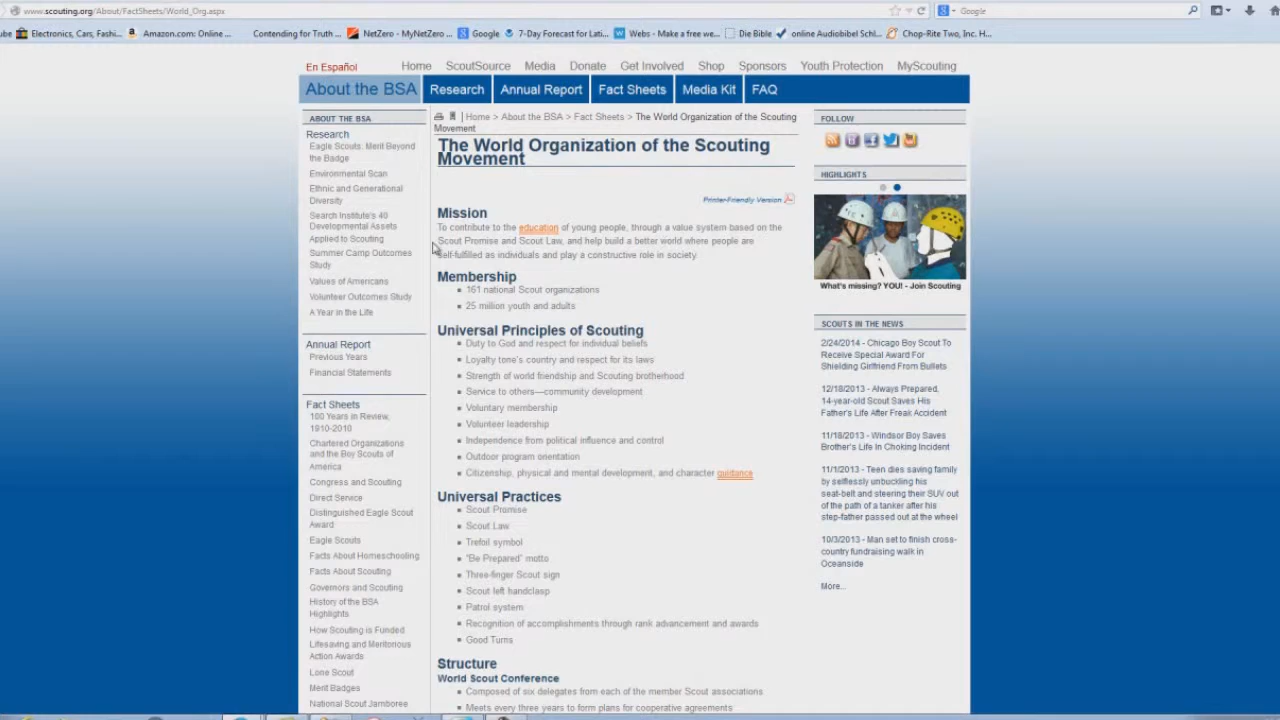 www.scouting.org/About/FactSheets/World_Org.aspx
Google
Electronics, Cars, Fashi...
Amazon.com: Online ...
Contending for Truth ...
NetZero - MyNetZero ...
Google
7-Day Forecast for Lati...
Webs - Make a free we...
Die Bible
online Audiobibel Schl...
Chop-Rite Two, Inc. H...
En Español
Home
ScoutSource
Media
Donate
Get Involved
Shop
Sponsors
Youth Protection
MyScouting
About the BSA
Research
Annual Report
Fact Sheets
Media Kit
FAQ
ABOUT THE BSA
Research
Eagle Scouts, Merit Beyond
the Badge
Environmental Scan
Ethnic and Generational
Diversity
Search Institute's 40
Developmental Assets
Applied to Scouting
Summer Camp Outcomes
Study
Values of Americans
Volunteer Outcomes Study
A Year in the Life
Annual Report
Previous Years
Financial Statements
Fact Sheets
100 Years in Review,
1910-2010
Chartered Organizations
and the Boy Scouts of
America
Congress and Scouting
Direct Service
Distinguished Eagle Scout
Award
Eagle Scouts
Facts About Homeschooling
Facts About Scouting
Governors and Scouting
History of the BSA
Highlights
How Scouting is Funded
Lifesaving and Meritorious
Action Awards
Lone Scout
Merit Badges
National Scout Jamboree
| Home > About the BSA > Fact Sheets > The World Organization of the Scouting
Movement
The World Organization of the Scouting
Movement
Printer-Friendly Version
Mission
To contribute to the education of young people, through a value system based on the
Scout Promise and Scout Law, and help build a better world where people are
self-fulfilled as individuals and play a constructive role in society.
Membership
161 national Scout organizations
25 million youth and adults
Universal Principles of Scouting
Duty to God and respect for individual beliefs
Loyalty tone's country and respect for its laws
Strength of world friendship and Scouting brotherhood
Service to others—community development
Voluntary membership
Volunteer leadership
Independence from political influence and control
Outdoor program orientation
Citizenship, physical and mental development, and character guidance
Universal Practices
Scout Promise
Scout Law
Trefoil symbol
"Be Prepared" motto
Three-finger Scout sign
Scout left handclasp
Patrol system
Recognition of accomplishments through rank advancement and awards
Good Turns
Structure
World Scout Conference
Composed of six delegates from each of the member Scout associations
Meets every three years to form plans for cooperative agreements
FOLLOW
HIGHLIGHTS
What's missing? YOU! - Join Scouting
SCOUTS IN THE NEWS
2/24/2014 - Chicago Boy Scout To
Receive Special Award For
Shielding Girlfriend From Bullets
12/18/2013 - Always Prepared,
14-year-old Scout Saves His
Father's Life After Freak Accident
11/18/2013 - Windsor Boy Saves
Brother's Life In Choking Incident
11/1/2013 - Teen dies saving family
by selflessly unbuckling his
seat-belt and steering their SUV out
of the path of a tanker after his
step-father passed out at the wheel
10/3/2013 - Man set to finish cross-
country fundraising walk in
Oceanside
More...